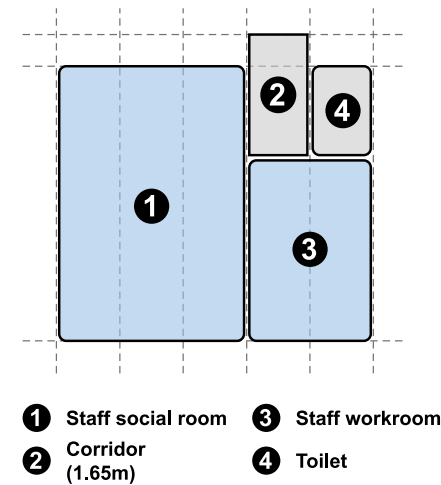 2
4
1
3
1 Staff social room
2 Corridor
(1.65m)
3 Staff workroom
4 Toilet